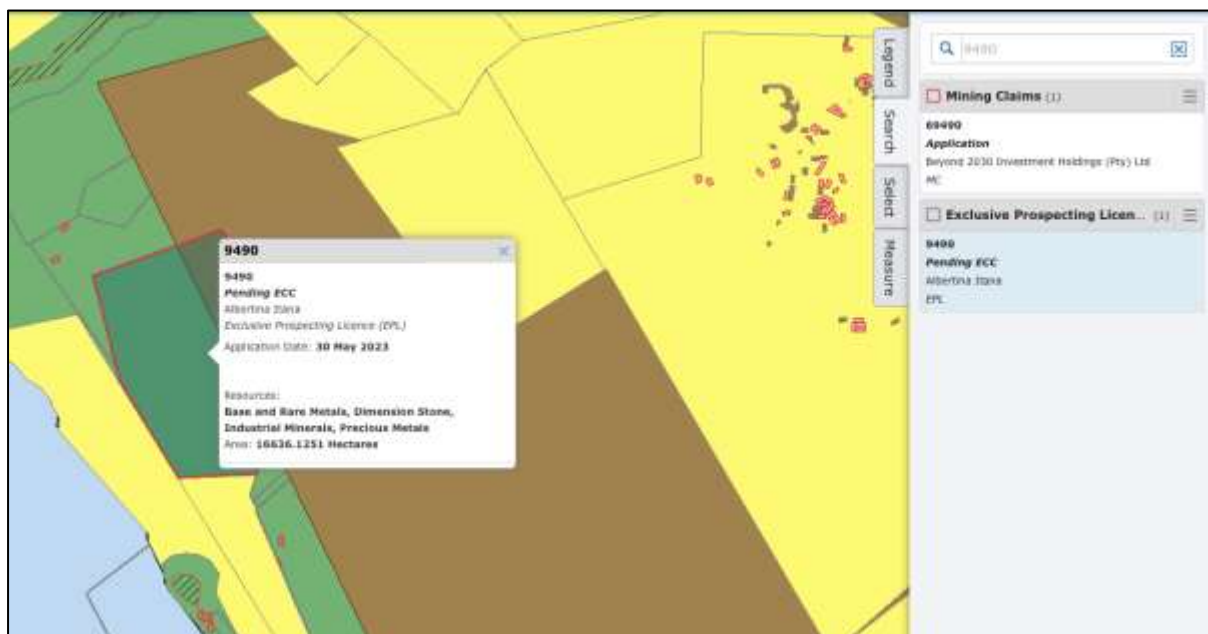 9490
9490
Pending ECC
Albertina Itana
Exclusive Prospecting Licence (EPL)
Application Date: 30 May 2023
Resources:
Base and Rare Metals, Dimension Stone,
Industrial Minerals, Precious Metals
Area: 16636.1251 Hectares
Legend
Search
Select
Measure
9490
Mining Claims (1)
69490
Application
Beyond 2030 Investment Holdings (Pty) Ltd
MC
Exclusive Prospecting Licen... (1)
9490
Pending ECC
Albertina Itana
EPL